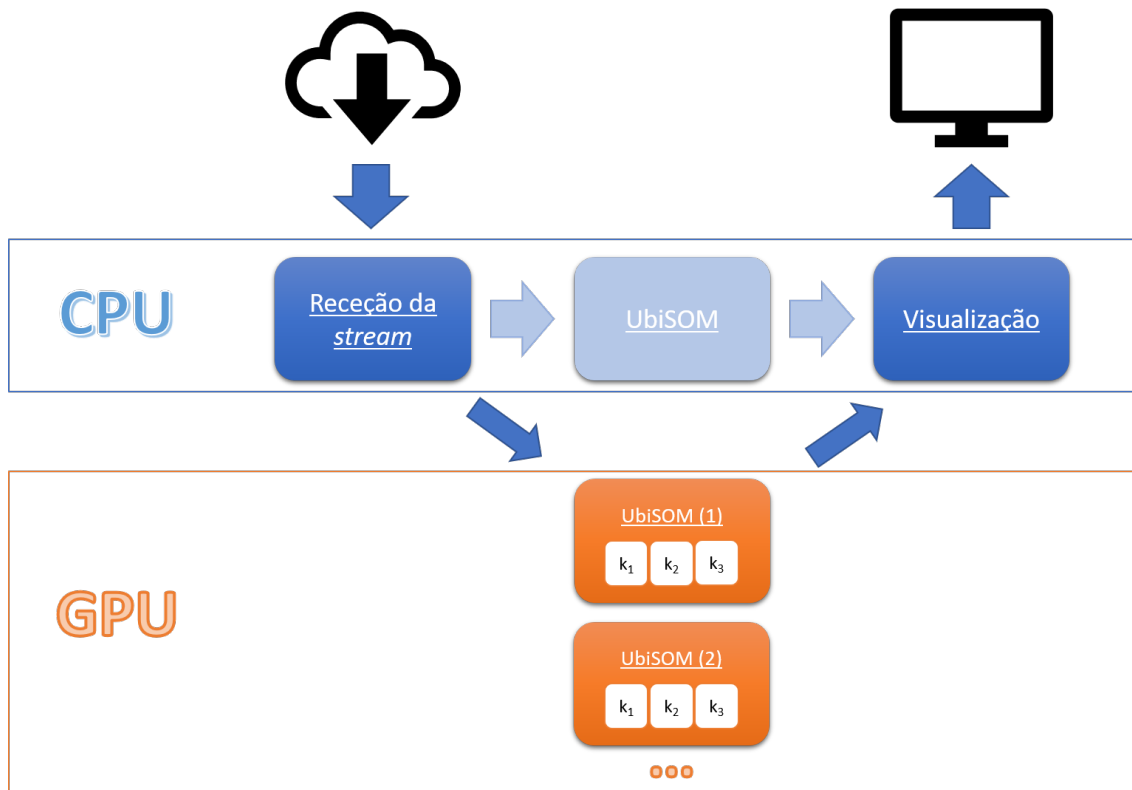 CPU
Receção da
stream
UbiSOM
Visualização
GPU
UbiSOM (1)
k₁ k₂ k₃
UbiSOM (2)
k₁ k₂ k₃